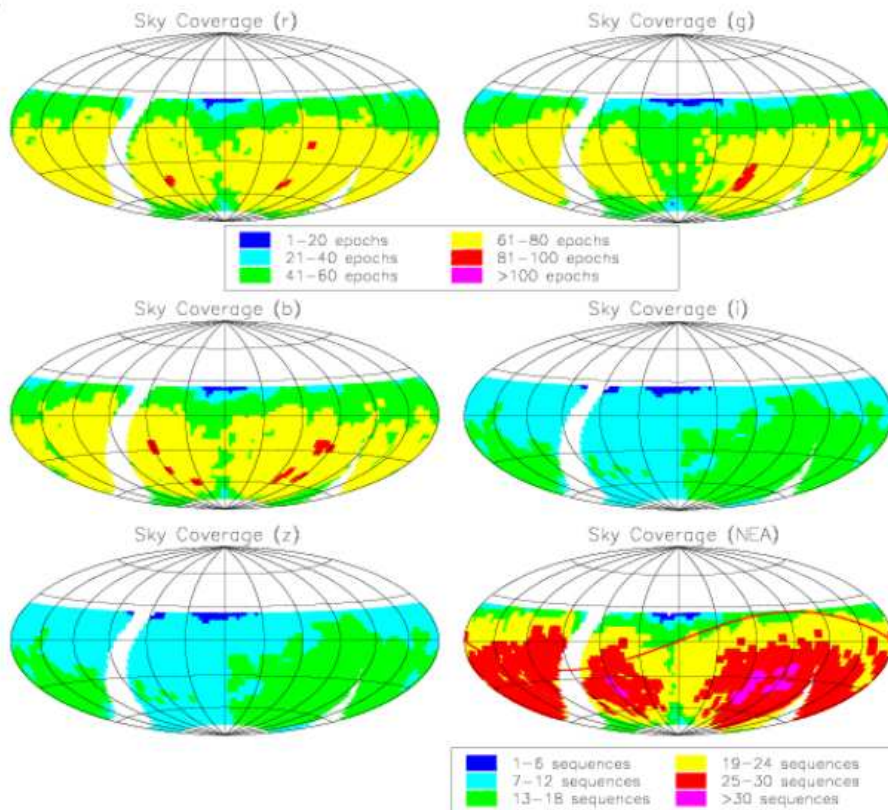 Sky Coverage (r)
Sky Coverage (g)
1-20 epochs
21-40 epochs
41-60 epochs
61-80 epochs
81-100 epochs
>100 epochs
Sky Coverage (b)
Sky Coverage (i)
Sky Coverage (z)
Sky Coverage (NEA)
1-6 sequences
7-12 sequences
13-18 sequences
19-24 sequences
25-30 sequences
>30 sequences